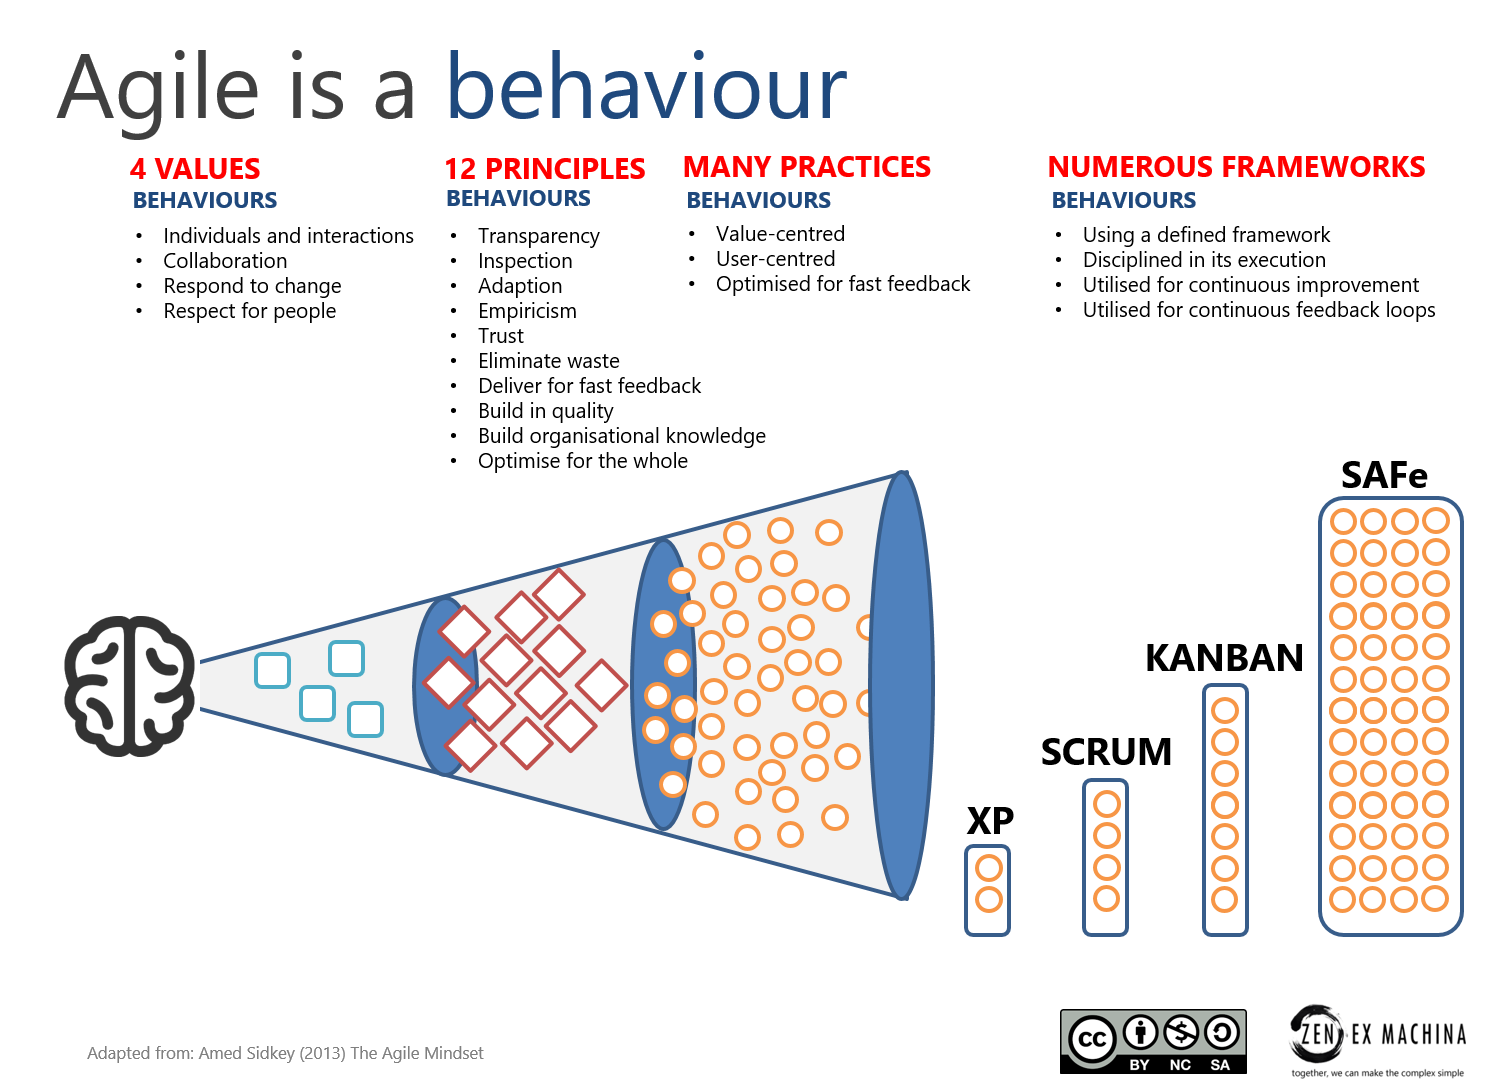 Agile is a behaviour
4 VALUES
BEHAVIOURS
• Individuals and interactions
• Collaboration
• Respond to change
• Respect for people
12 PRINCIPLES
BEHAVIOURS
• Transparency
• Inspection
• Adaption
• Empiricism
• Trust
• Eliminate waste
• Deliver for fast feedback
• Build in quality
• Build organisational knowledge
• Optimise for the whole
MANY PRACTICES
BEHAVIOURS
• Value-centred
• User-centred
• Optimised for fast feedback
NUMEROUS FRAMEWORKS
BEHAVIOURS
• Using a defined framework
• Disciplined in its execution
• Utilised for continuous improvement
• Utilised for continuous feedback loops
XP
SCRUM
KANBAN
SAFe
Adapted from: Amed Sidkey (2013) The Agile Mindset
cc
BY NC SA
ZEN EX MACHINA
together, we can make the complex simple